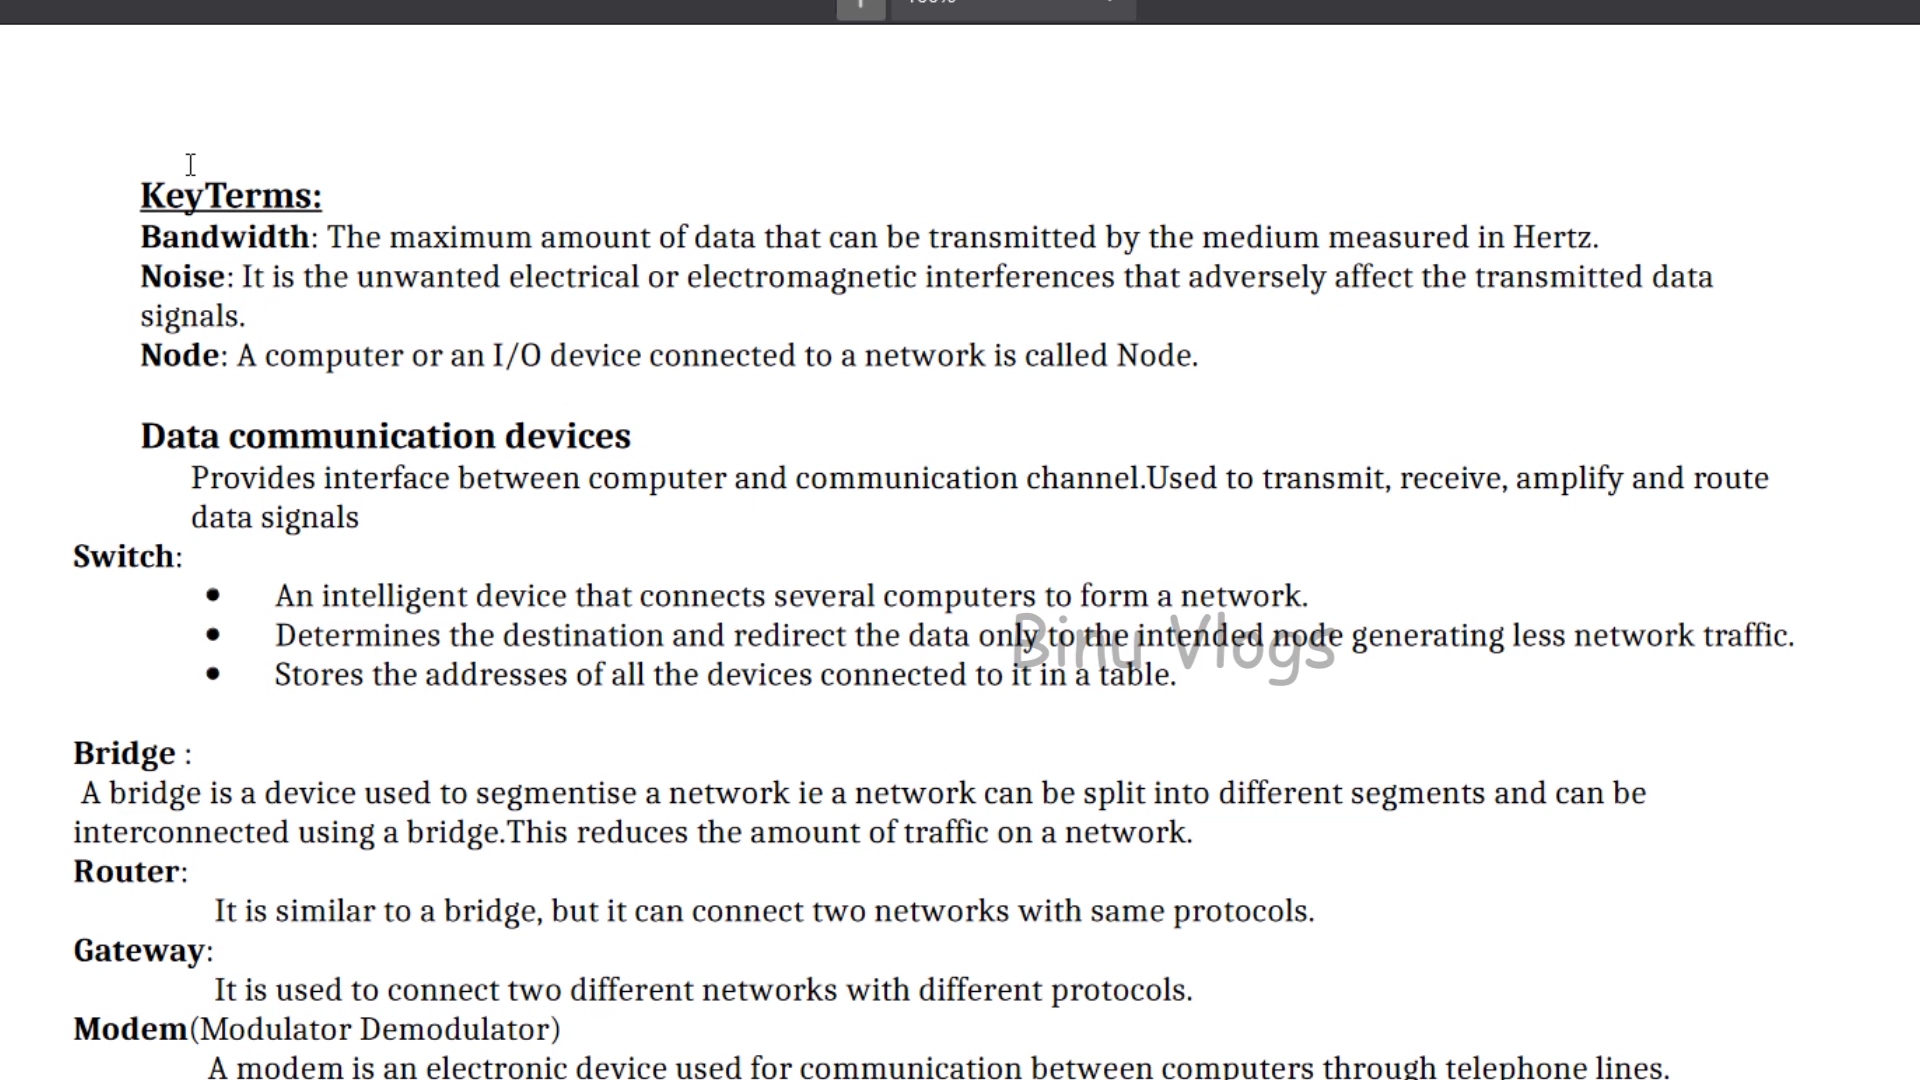 KeyTerms:
Bandwidth: The maximum amount of data that can be transmitted by the medium measured in Hertz.
Noise: It is the unwanted electrical or electromagnetic interferences that adversely affect the transmitted data
signals.
Node: A computer or an I/O device connected to a network is called Node.
Data communication devices
Provides interface between computer and communication channel.Used to transmit, receive, amplify and route
data signals
Switch:
• An intelligent device that connects several computers to form a network.
• Determines the destination and redirect the data only to the intended node generating less network traffic.
Binu Vlogs
• Stores the addresses of all the devices connected to it in a table.
Bridge :
A bridge is a device used to segmentise a network ie a network can be split into different segments and can be
interconnected using a bridge.This reduces the amount of traffic on a network.
Router:
It is similar to a bridge, but it can connect two networks with same protocols.
Gateway:
It is used to connect two different networks with different protocols.
Modem(Modulator Demodulator)
A modem is an electronic device used for communication between computers through telephone lines.